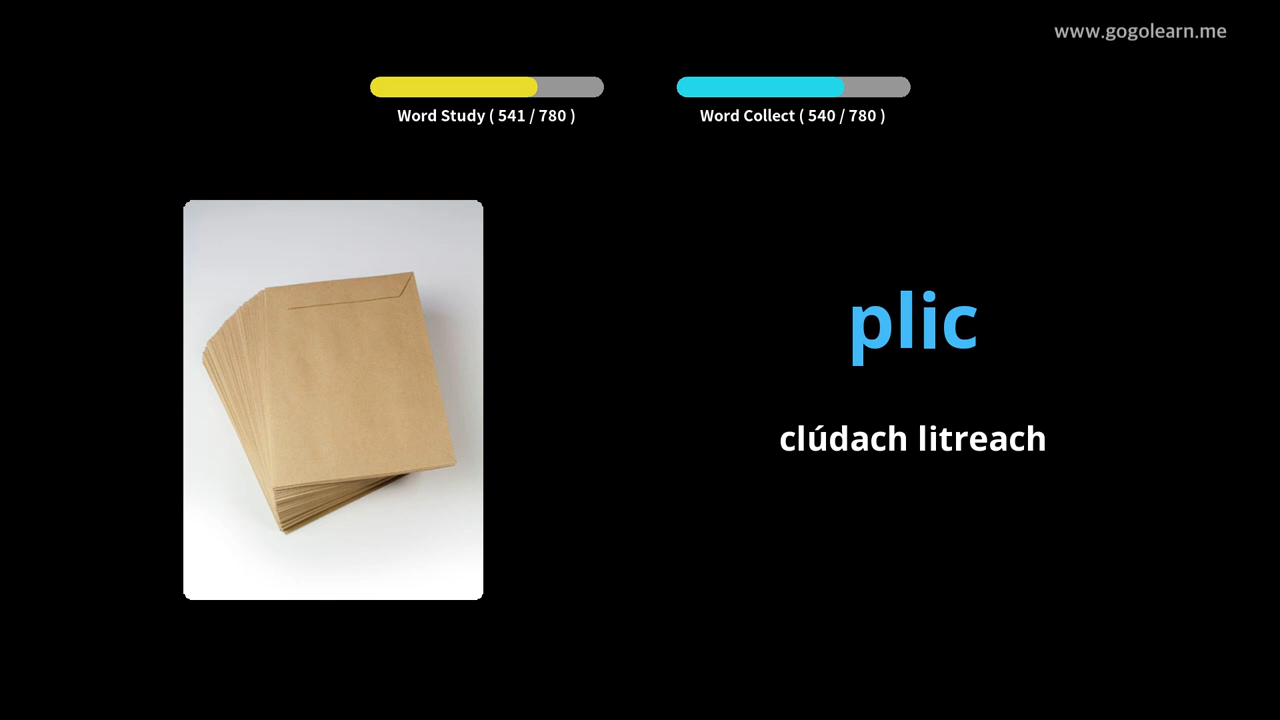 www.gogolearn.me
Word Study ( 541 / 780 )
Word Collect ( 540 / 780 )
plic
clúdach litreach